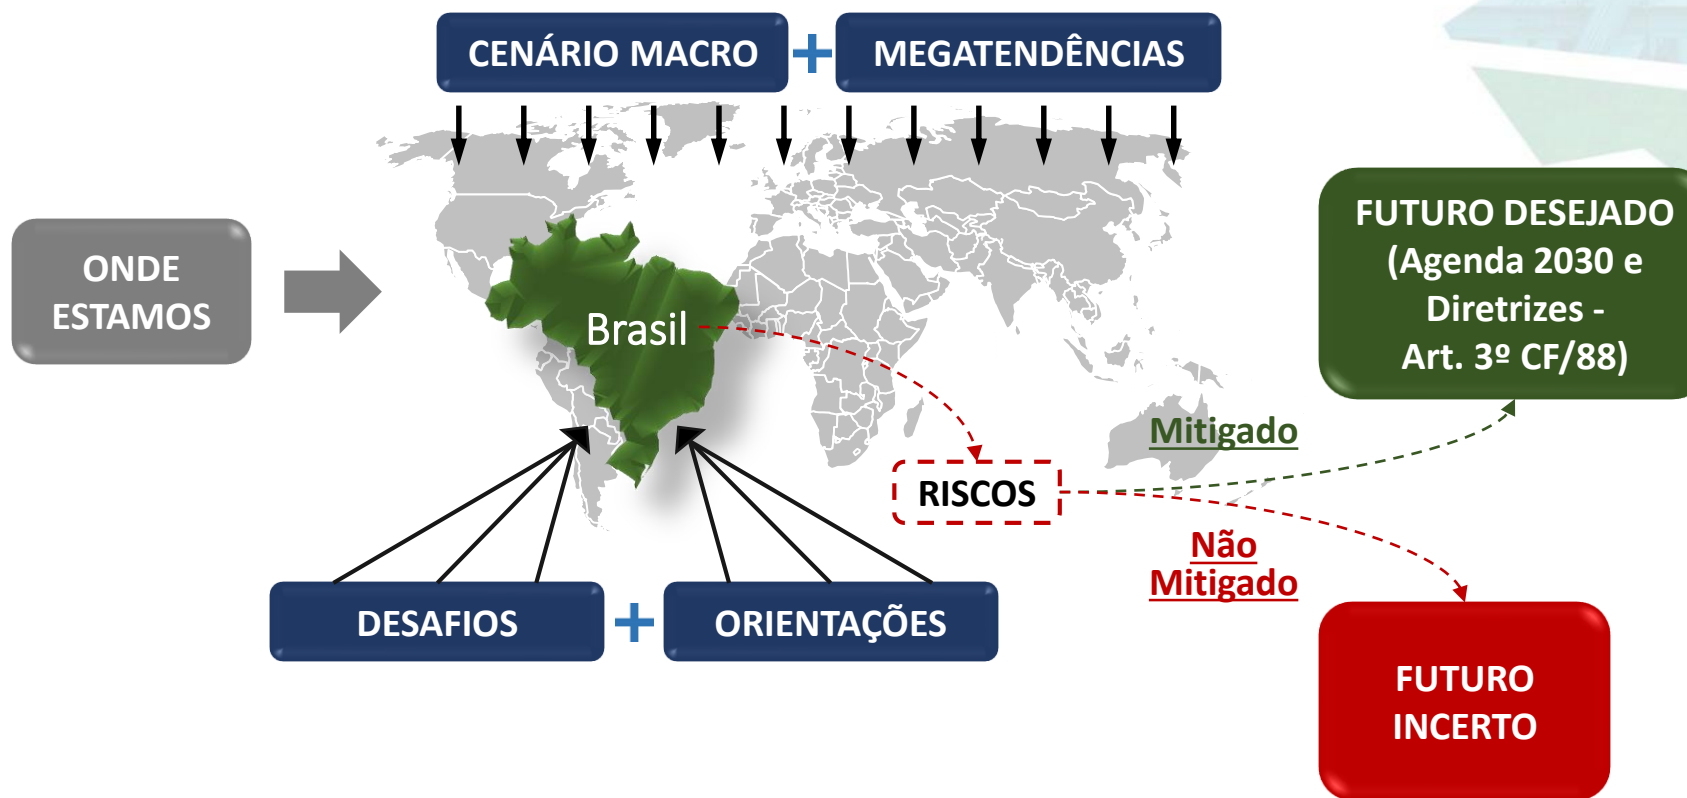 CENÁRIO MACRO + MEGATENDÊNCIAS
ONDE
ESTAMOS
Brasil
FUTURO DESEJADO
(Agenda 2030 e
Diretrizes -
Art. 3º CF/88)
Mitigado
RISCOS
Não
Mitigado
DESAFIOS + ORIENTAÇÕES
FUTURO
INCERTO